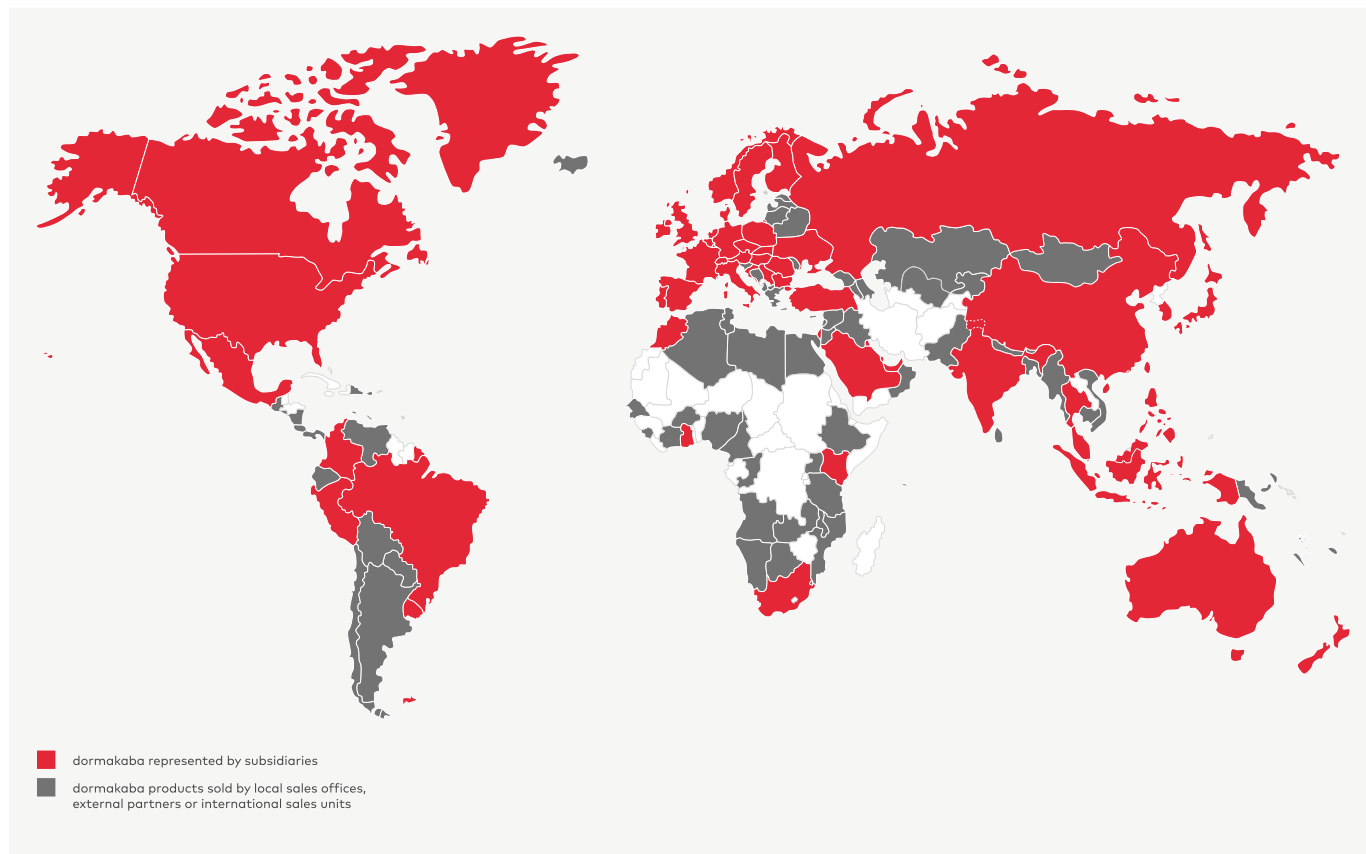 dormakaba represented by subsidiaries
dormakaba products sold by local sales offices,
external partners or international sales units